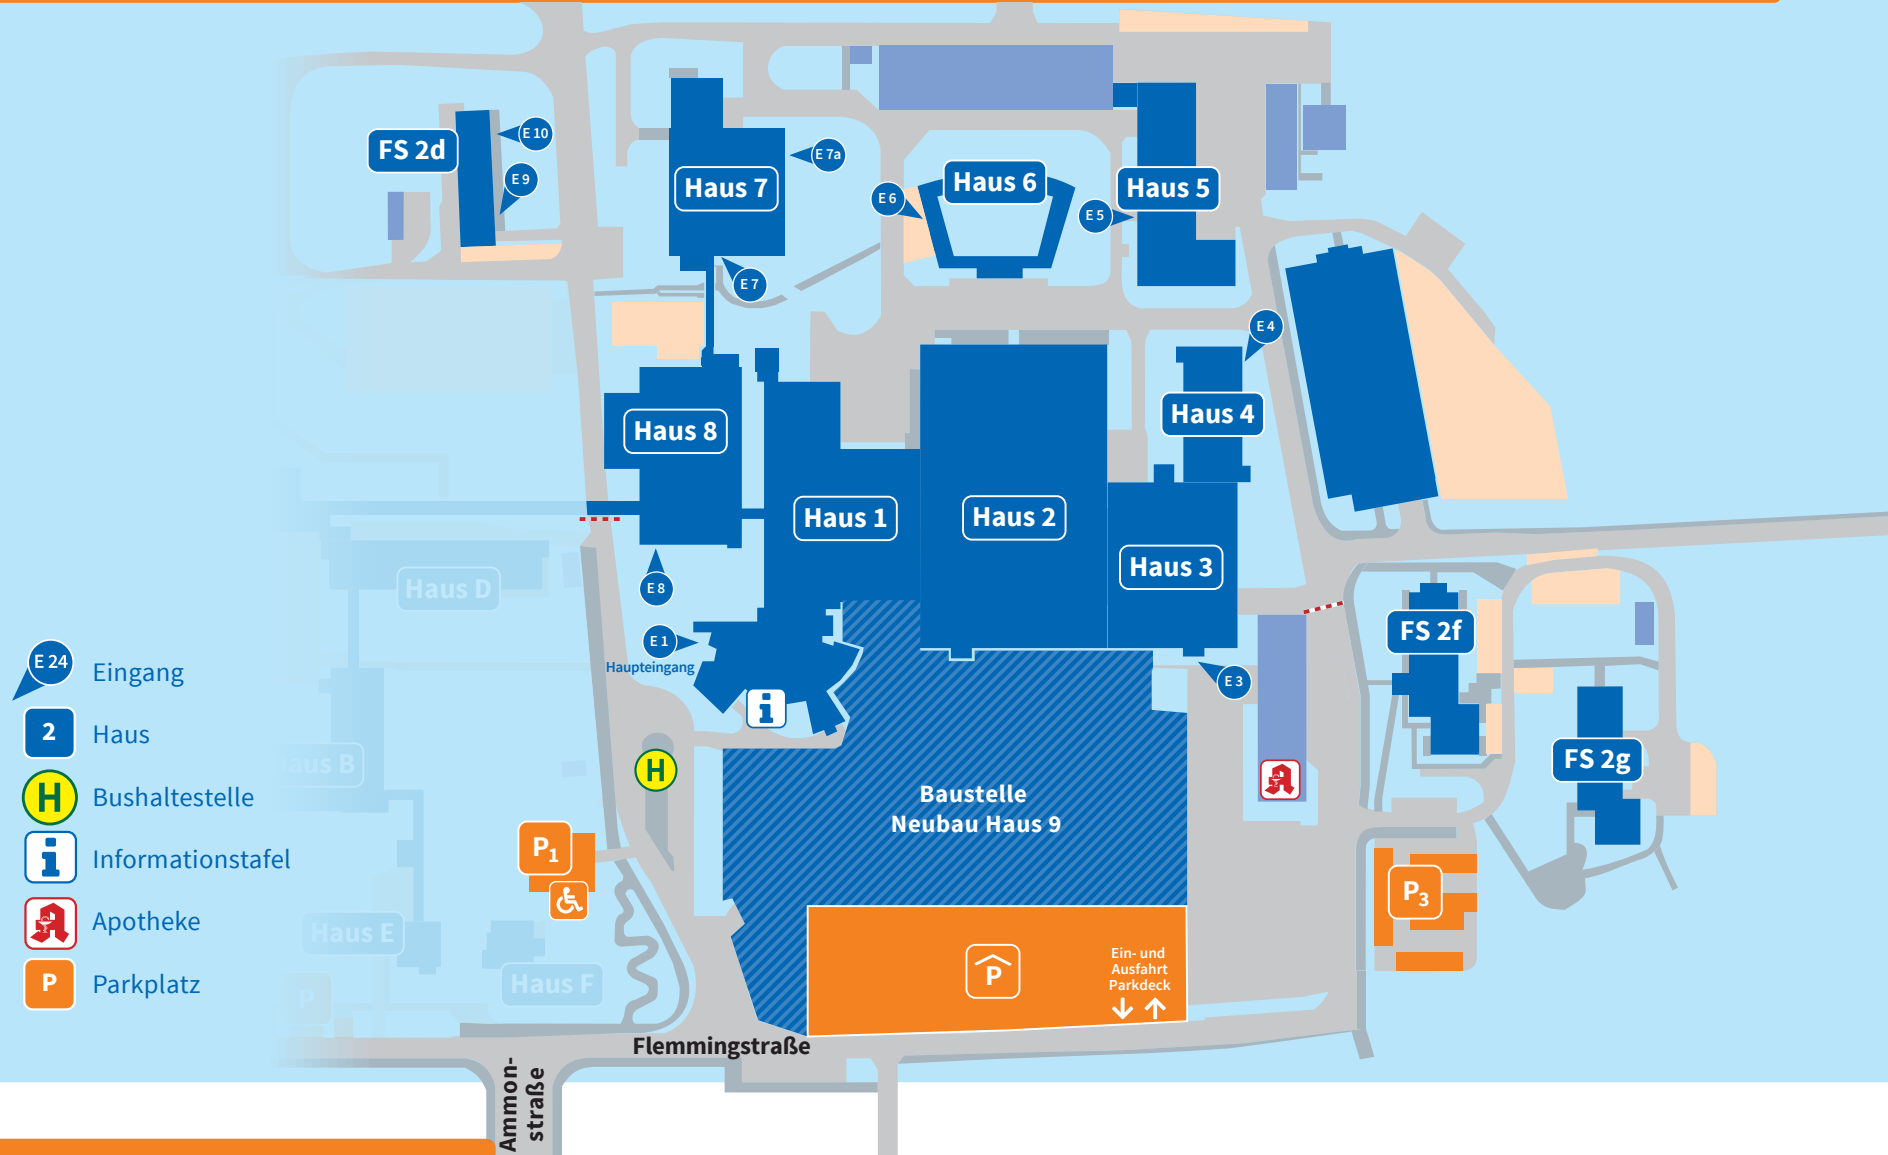 FS 2d
E 10
E 9
Haus 7
E 7a
E 7
Haus 6
E 6
Haus 5
E 5
E 4
Haus 4
Haus 8
Haus 1
Haus 2
Haus 3
E 8
E 1
Haupteingang
i
E 3
Haus D
Haus B
Haus E
Haus F
P
FS 2f
FS 2g
H
P1
P3
Baustelle
Neubau Haus 9
P
Ein- und
Ausfahrt
Parkdeck
Flemmingstraße
Ammon-
straße
E 24 Eingang
2 Haus
H Bushaltestelle
i Informationstafel
Apotheke
P Parkplatz